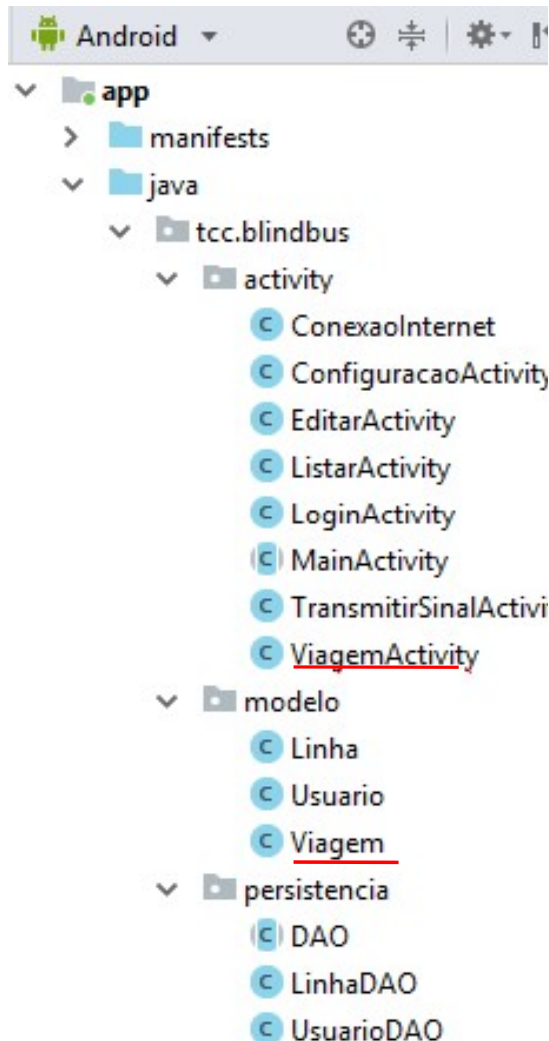 Android
app
manifests
java
tcc.blindbus
activity
ConexaoInternet
ConfiguracaoActivity
EditarActivity
ListarActivity
LoginActivity
MainActivity
TransmitirSinalActivi
ViagemActivity
modelo
Linha
Usuario
Viagem
persistencia
DAO
LinhaDAO
UsuarioDAO